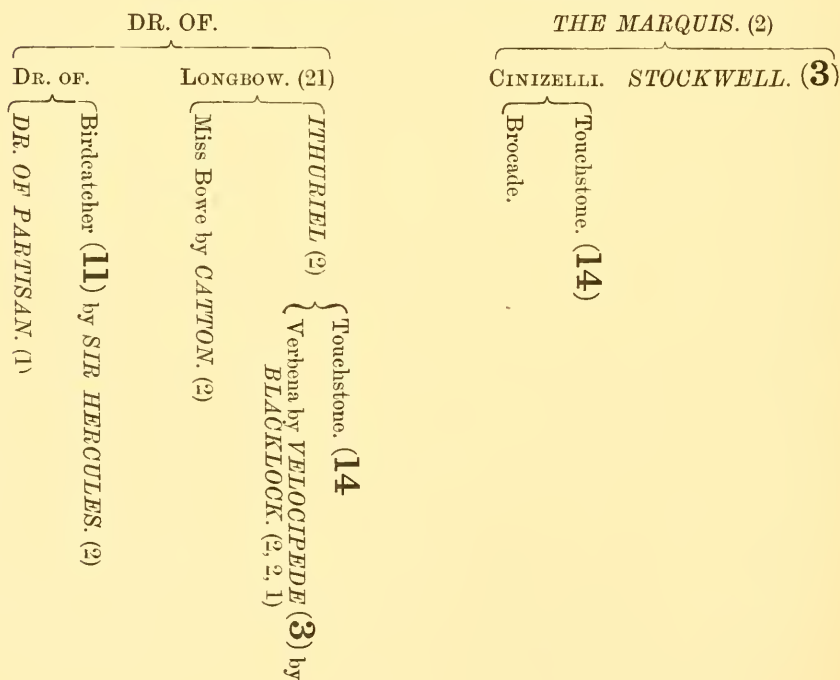 DR. OF.
THE MARQUIS. (2)
DR. OF.
LONGBOW. (21)
CINIZELLI.
STOCKWELL. (3)
DR. OF PARTISAN. (1)
Birdcatcher (11) by SIR HERCULES. (2)
Miss Bowe by CATTON. (2)
ITHURIEL (2)
Touchstone. (14
Verbena by VELOCIPEDE (3) by
BLACKLOCK. (2, 2, 1)
Brocade.
Touchstone. (14)